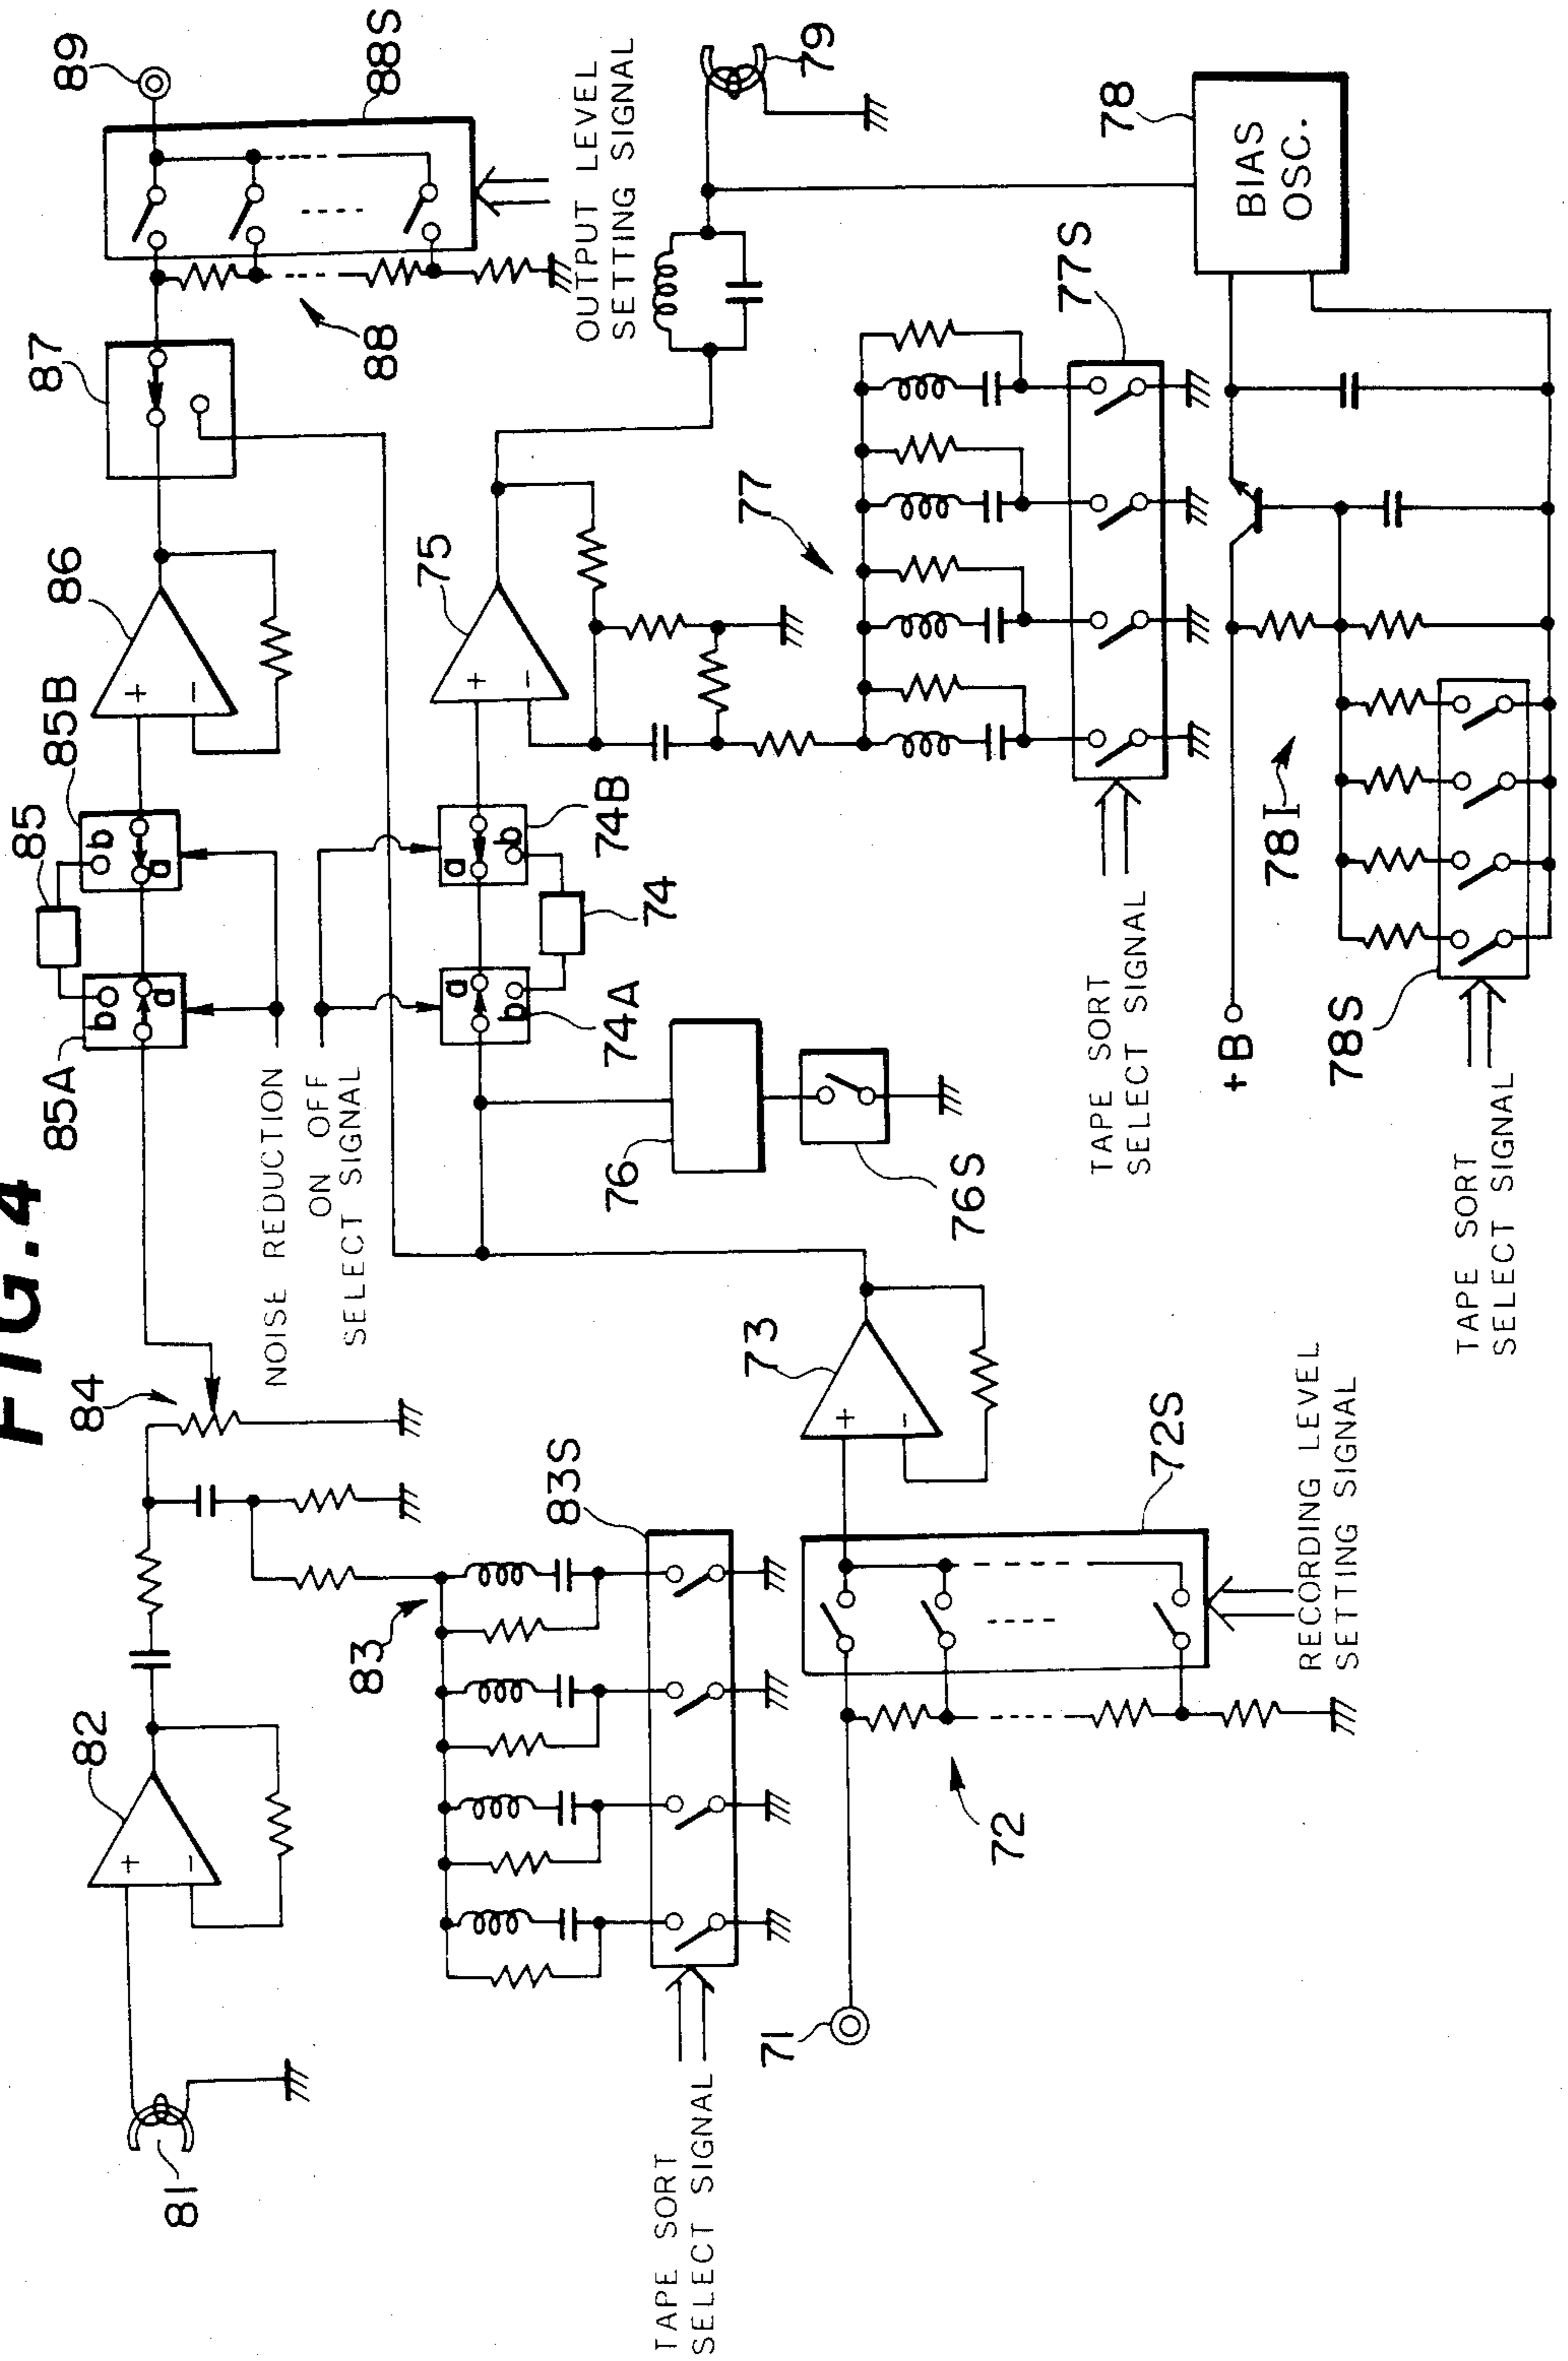 FIG.4
81
82
83
83S
84
85A
85
85B
b
a
b
a
86
87
88
88S
89
+
−
TAPE SORT
SELECT SIGNAL
NOISE REDUCTION
ON OFF
SELECT SIGNAL
OUTPUT LEVEL
SETTING SIGNAL
71
72
72S
RECORDING LEVEL
SETTING SIGNAL
73
+
−
74A
74
74B
a
b
a
b
75
+
−
76
76S
77
77S
TAPE SORT
SELECT SIGNAL
79
78
BIAS
OSC.
+B
78I
78S
TAPE SORT
SELECT SIGNAL